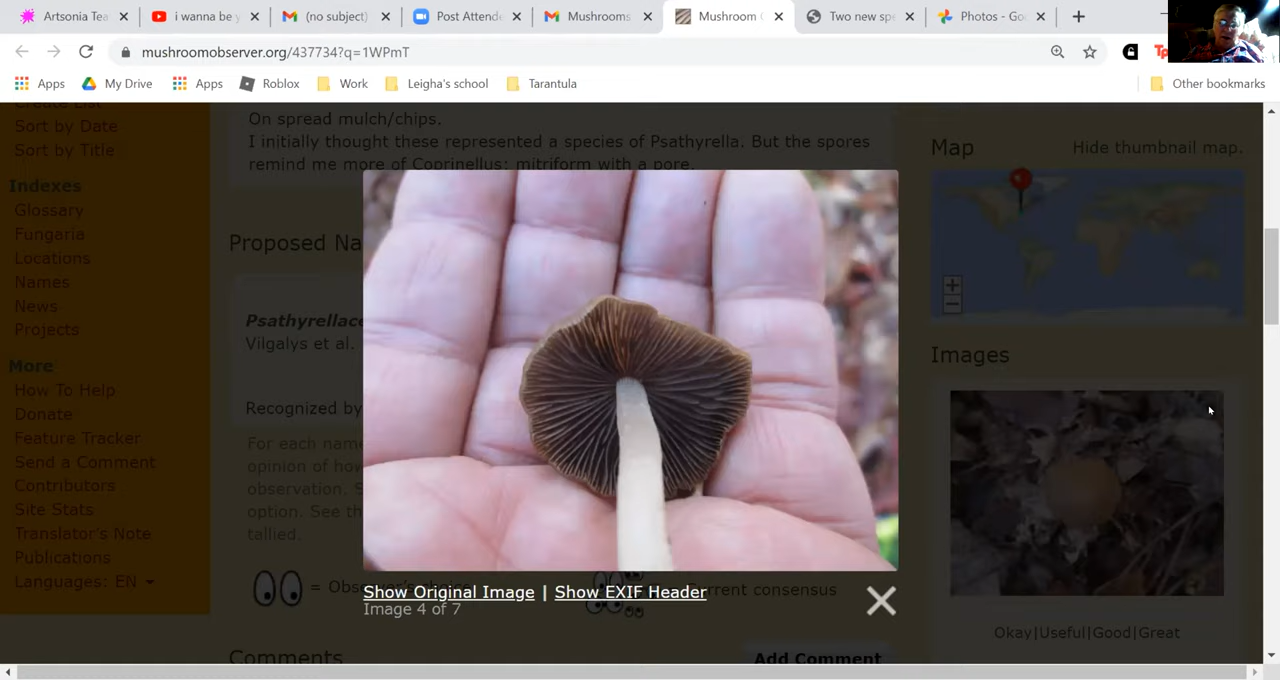 Artsonia Tea
i wanna be y
(no subject)
Post Attende
Mushrooms
Mushroom
Two new spe
Photos - Goo
mushroomobserver.org/437734?q=1WPmT
Apps
My Drive
Apps
Roblox
Work
Leigha's school
Tarantula
Other bookmarks
Create List
Sort by Date
Sort by Title
Indexes
Glossary
Fungaria
Locations
Names
News
Projects
More
How To Help
Donate
Feature Tracker
Send a Comment
Contributors
Site Stats
Translator's Note
Publications
Languages: EN
On spread mulch/chips.
I initially thought these represented a species of Psathyrella. But the spores
remind me more of Coprinellus: mitriform with a pore.
Proposed Na
Psathyrellace
Vilgalys et al.
Recognized by
For each name
opinion of how
observation. S
option. See th
tallied.
= Observer's choice
rrent consensus
Show Original Image | Show EXIF Header
Image 4 of 7
Comments
Add Comment
Map
Hide thumbnail map.
Images
Okay|Useful|Good|Great